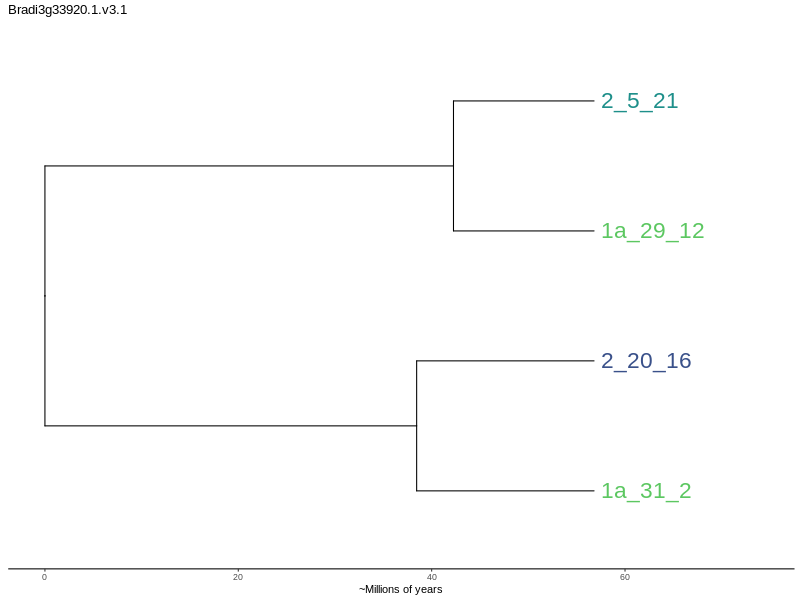 Bradi3g33920.1.v3.1
2_5_21
1a_29_12
2_20_16
1a_31_2
0 20 40 60
~Millions of years